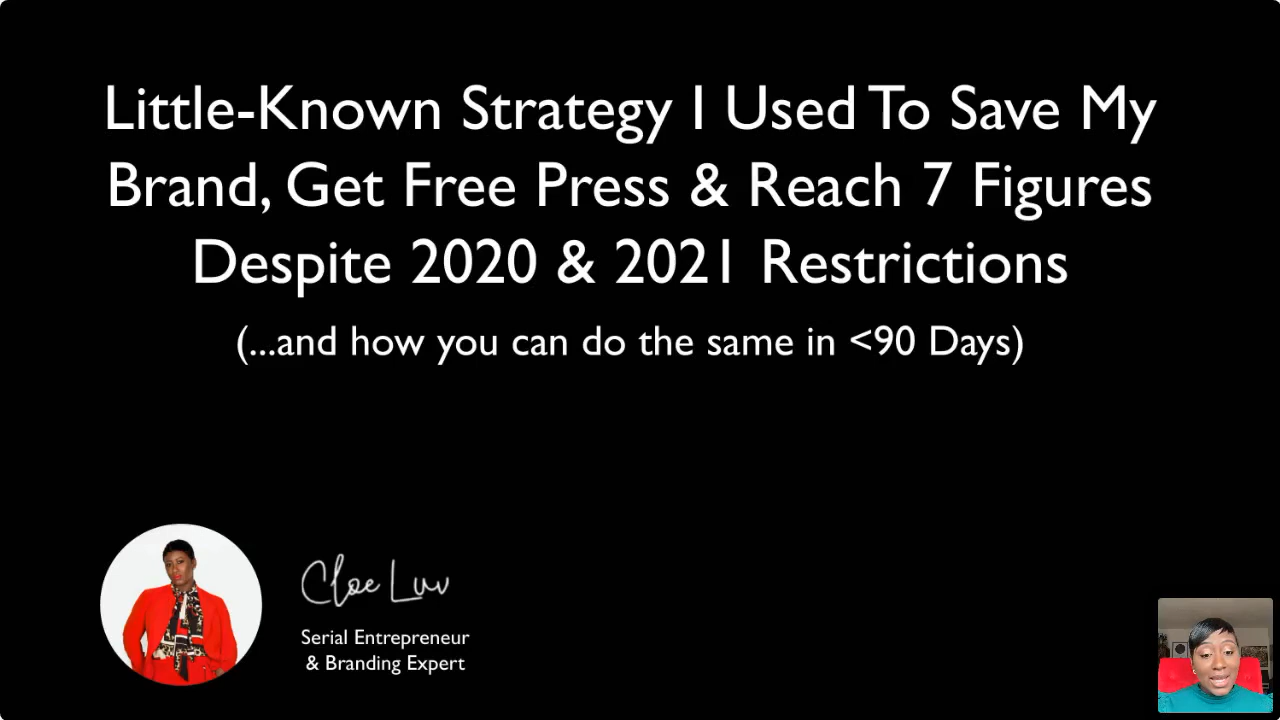 Little-Known Strategy I Used To Save My
Brand, Get Free Press & Reach 7 Figures
Despite 2020 & 2021 Restrictions
(...and how you can do the same in <90 Days)
Cloe Luv
Serial Entrepreneur
& Branding Expert